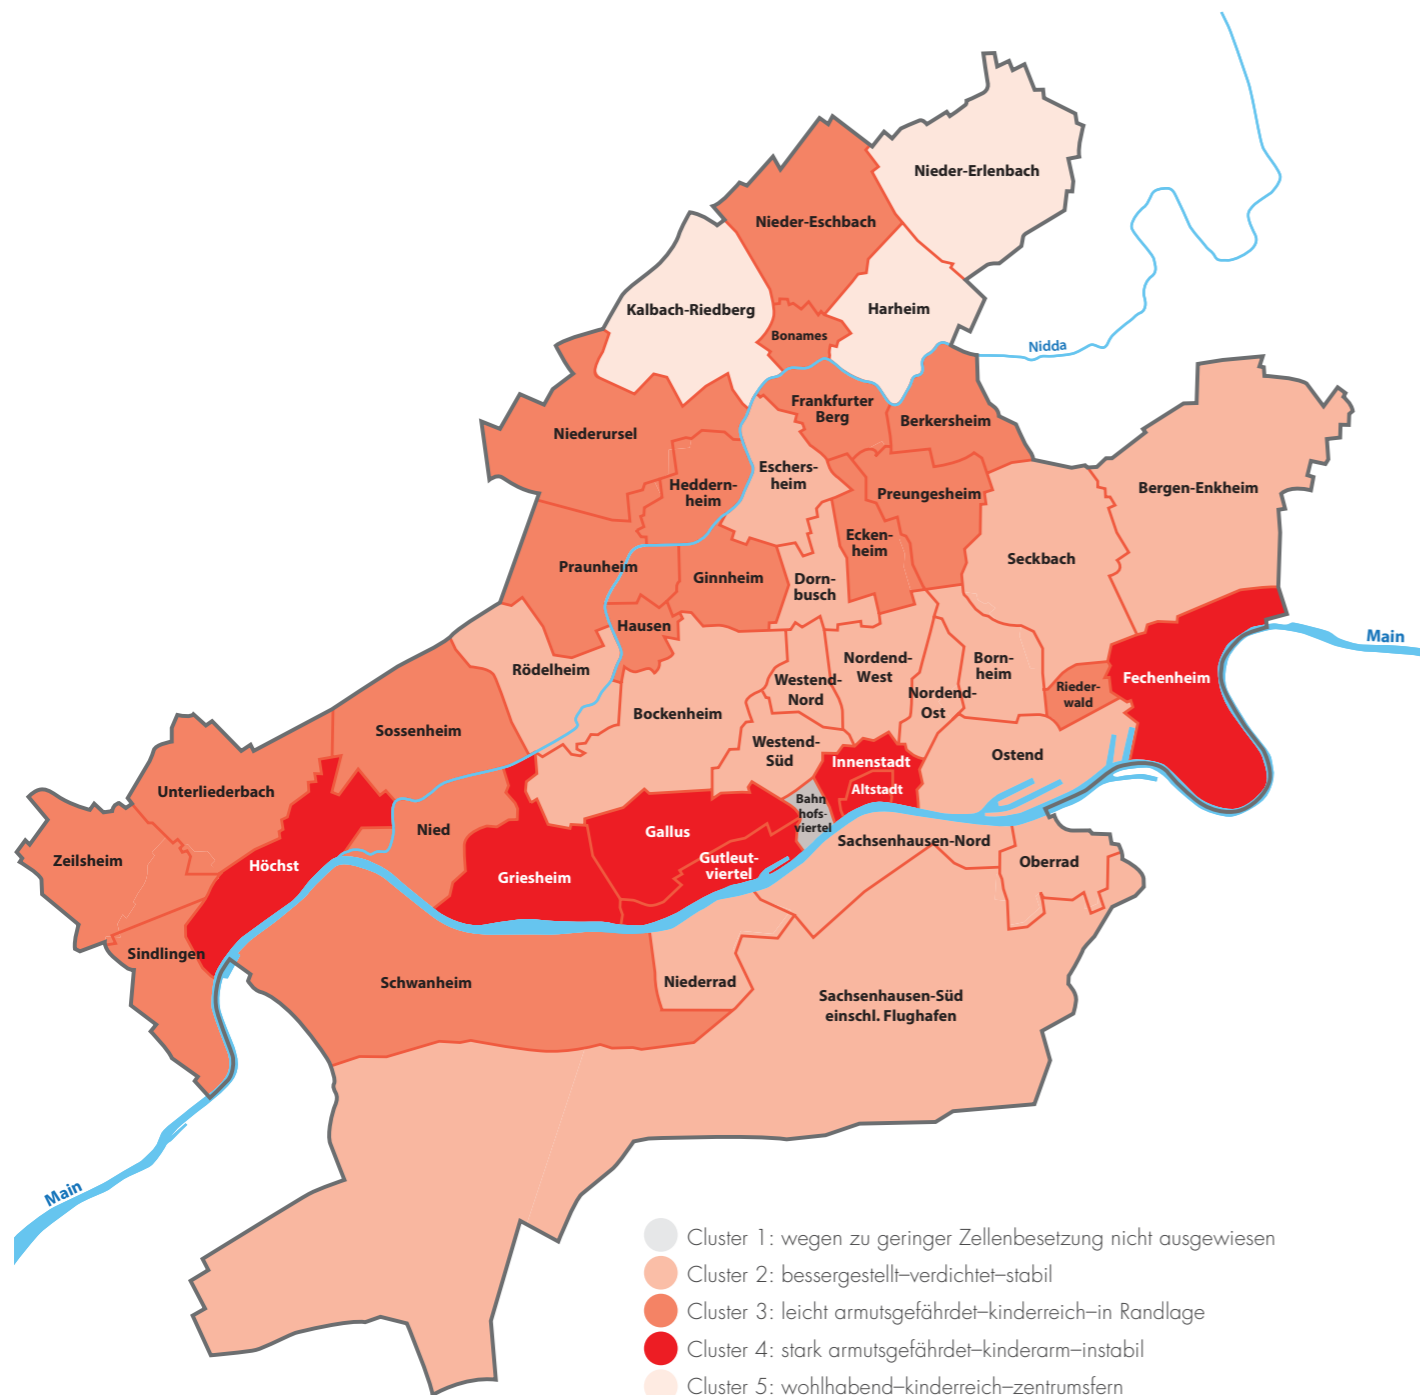 Nieder-Erlenbach
Nieder-Eschbach
Kalbach-Riedberg
Harheim
Bonames
Nidda
Frankfurter
Berg
Berkersheim
Niederursel
Eschers-
heim
Heddern-
heim
Preungesheim
Bergen-Enkheim
Ecken-
heim
Seckbach
Praunheim
Ginnheim
Dorn-
busch
Hausen
Main
Rödelheim
Nordend-
West
Born-
heim
Westend-
Nord
Nordend-
Ost
Rieder-
wald
Fechenheim
Bockenheim
Sossenheim
Westend-
Süd
Ostend
Innenstadt
Altstadt
Unterliederbach
Bahn
hofs-
viertel
Nied
Gallus
Sachsenhausen-Nord
Zeilsheim
Höchst
Griesheim
Gutleut-
viertel
Oberrad
Sindlingen
Schwanheim
Niederrad
Sachsenhausen-Süd
einschl. Flughafen
Main
Cluster 1: wegen zu geringer Zellenbesetzung nicht ausgewiesen
Cluster 2: bessergestellt–verdichtet–stabil
Cluster 3: leicht armutsgefährdet–kinderreich–in Randlage
Cluster 4: stark armutsgefährdet–kinderarm–instabil
Cluster 5: wohlhabend–kinderreich–zentrumsfern